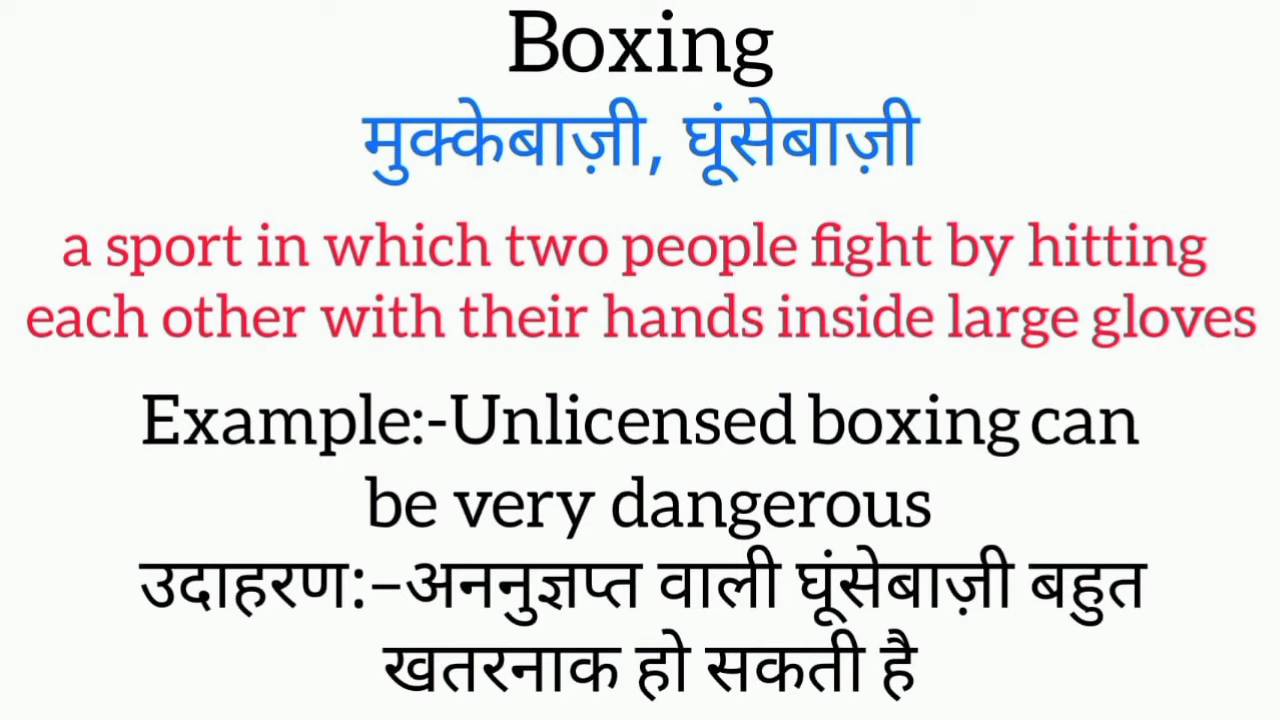 Boxing
मुक्केबाज़ी, घूंसेबाज़ी
a sport in which two people fight by hitting
each other with their hands inside large gloves
Example:-Unlicensed boxing can
be very dangerous
उदाहरण:–अननुज्ञप्त वाली घूंसेबाज़ी बहुत
खतरनाक हो सकती है